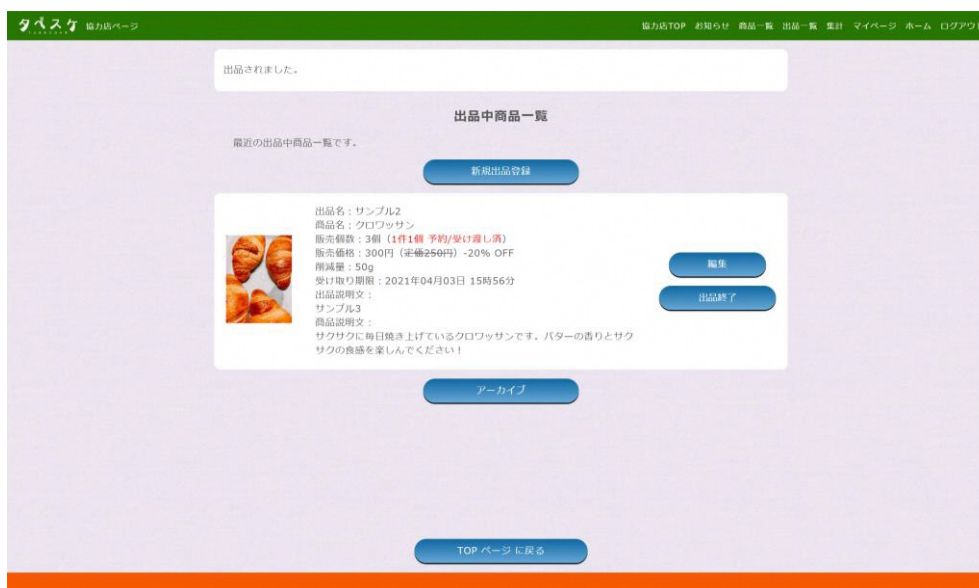 タベスケ 協力店ページ
協力店TOP お知らせ 商品一覧 出品一覧 集計 マイページ ホーム ログアウ
出品されました。
出品中商品一覧
最近の出品中商品一覧です。
新規出品登録
出品名：サンプル2
商品名：クロワッサン
販売個数：3個（1件1個 予約/受け渡し済）
販売価格：300円（定価250円）-20% OFF
削減量：50g
受け取り期限：2021年04月03日 15時56分
出品説明文：
サンプル3
商品説明文：
サクサクに毎日焼き上げているクロワッサンです。バターの香りとサク
サクの食感を楽しんでください！
編集
出品終了
アーカイブ
TOP ページ に戻る